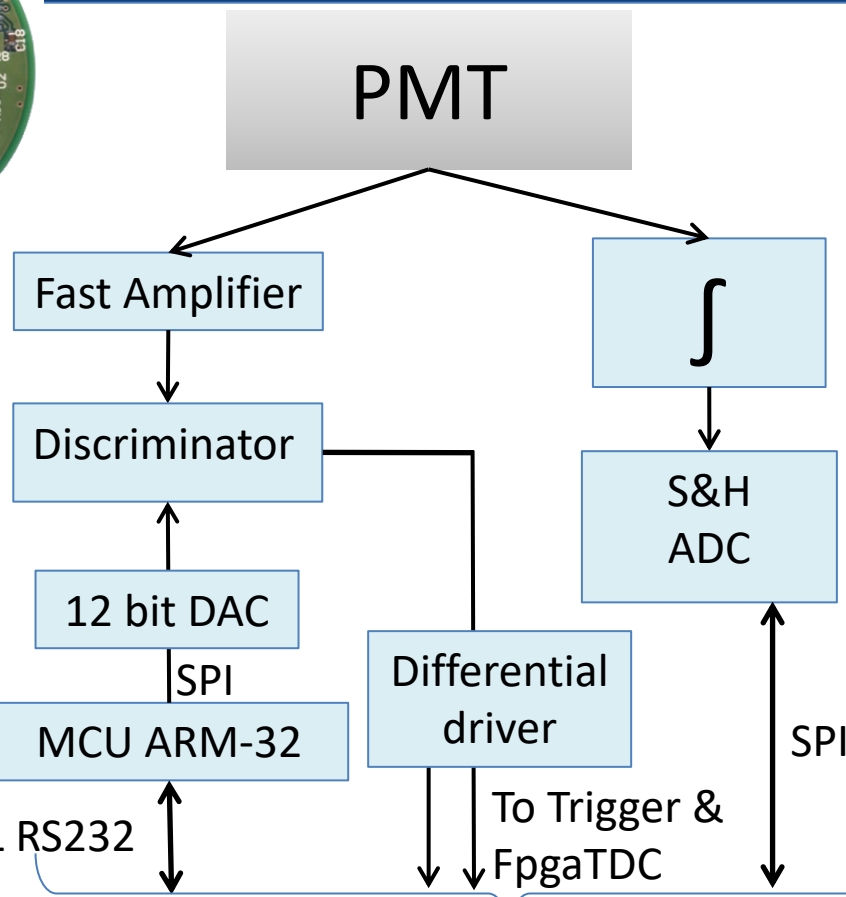 C18
PMT
Fast Amplifier
∫
Discriminator
S&H
ADC
12 bit DAC
SPI
Differential
driver
MCU ARM-32
SPI
To Trigger &
FpgaTDC
RS232